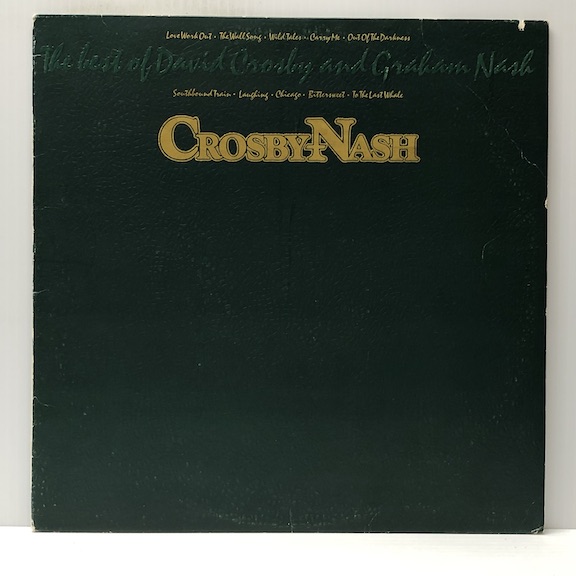 Love Work Out • The Wall Song • Wild Tales • Carry Me • Out Of The Darkness
The best of David Crosby and Graham Nash
Southbound Train • Laughing • Chicago • Bittersweet • To The Last Whale
CROSBY-NASH